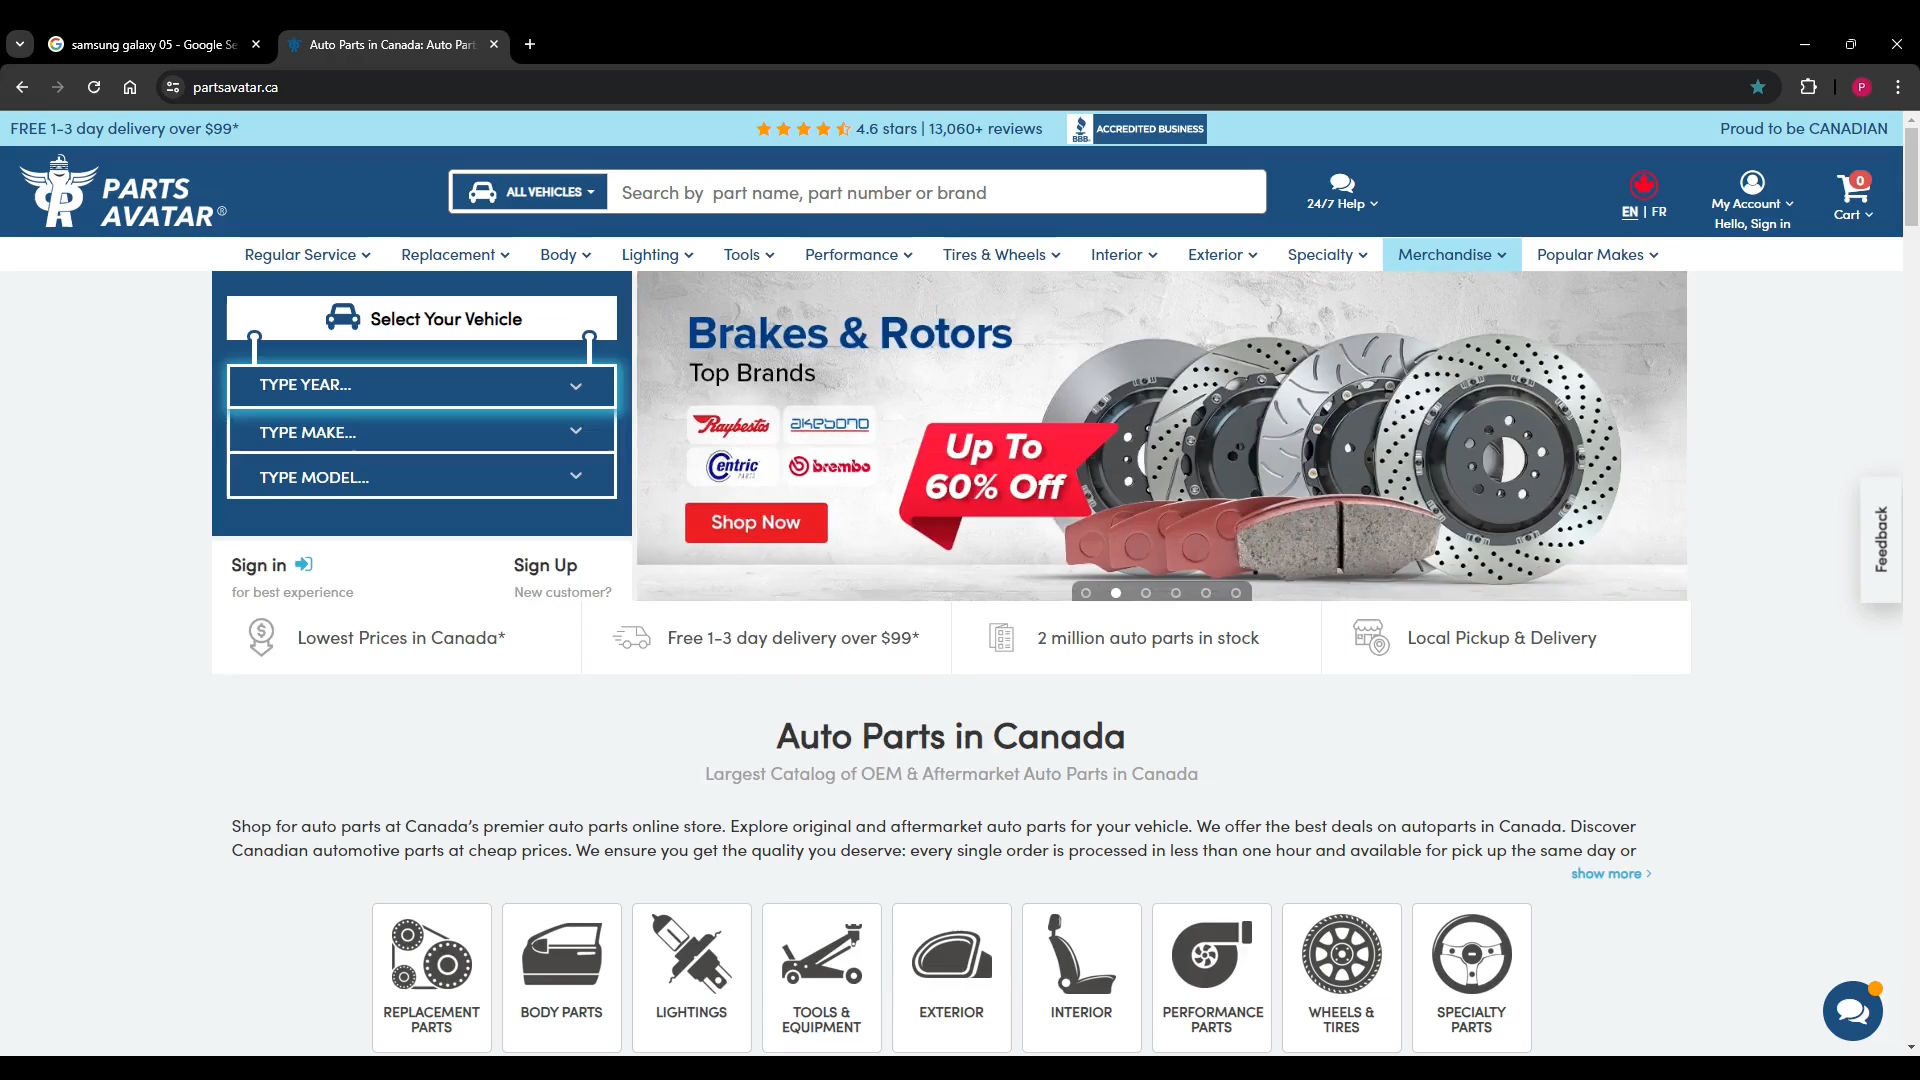 samsung galaxy 05 - Google Se
Auto Parts in Canada: Auto Part
partsavatar.ca
P
FREE 1-3 day delivery over $99*
4.6 stars | 13,060+ reviews
BBB
ACCREDITED BUSINESS
Proud to be CANADIAN
PARTS
AVATAR®
ALL VEHICLES
Search by part name, part number or brand
24/7 Help
EN | FR
My Account
Hello, Sign in
0
Cart
Regular Service
Replacement
Body
Lighting
Tools
Performance
Tires & Wheels
Interior
Exterior
Specialty
Merchandise
Popular Makes
Select Your Vehicle
TYPE YEAR...
TYPE MAKE...
TYPE MODEL...
Sign in
for best experience
Sign Up
New customer?
Brakes & Rotors
Top Brands
Raybestos
akebono
Centric
PARTS
brembo
Up To
60% Off
Shop Now
Feedback
Lowest Prices in Canada*
Free 1-3 day delivery over $99*
2 million auto parts in stock
Local Pickup & Delivery
Auto Parts in Canada
Largest Catalog of OEM & Aftermarket Auto Parts in Canada
Shop for auto parts at Canada's premier auto parts online store. Explore original and aftermarket auto parts for your vehicle. We offer the best deals on autoparts in Canada. Discover
Canadian automotive parts at cheap prices. We ensure you get the quality you deserve: every single order is processed in less than one hour and available for pick up the same day or
show more >
REPLACEMENT
PARTS
BODY PARTS
LIGHTINGS
TOOLS &
EQUIPMENT
EXTERIOR
INTERIOR
PERFORMANCE
PARTS
WHEELS &
TIRES
SPECIALTY
PARTS